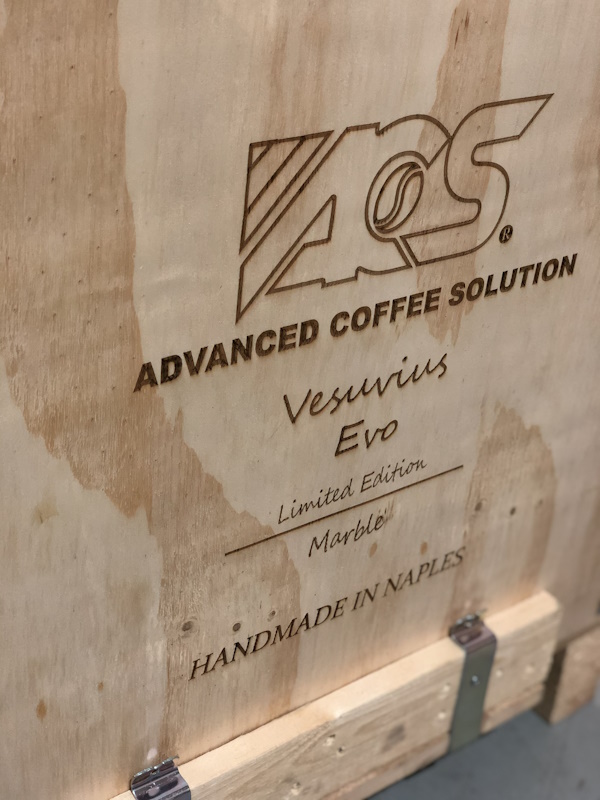 ACS®
ADVANCED COFFEE SOLUTION
Vesuvius
Evo
Limited Edition
Marble
HANDMADE IN NAPLES